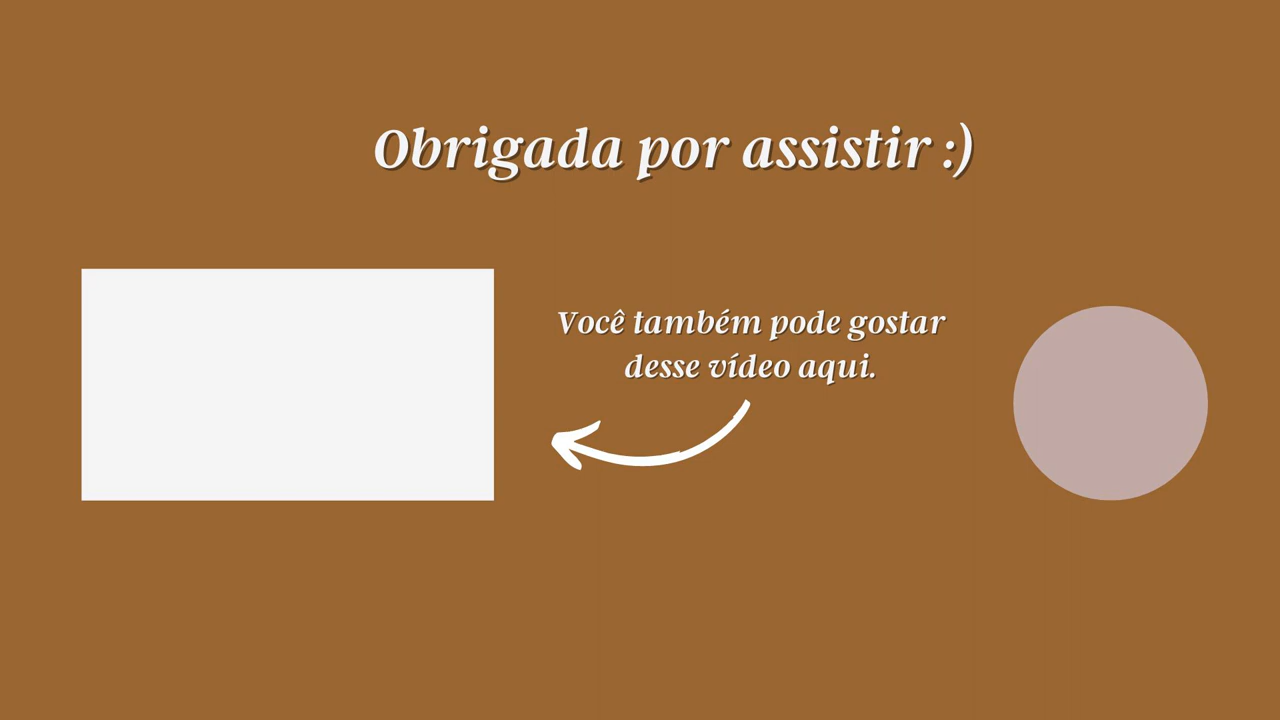 Obrigada por assistir :)
Você também pode gostar
desse vídeo aqui.